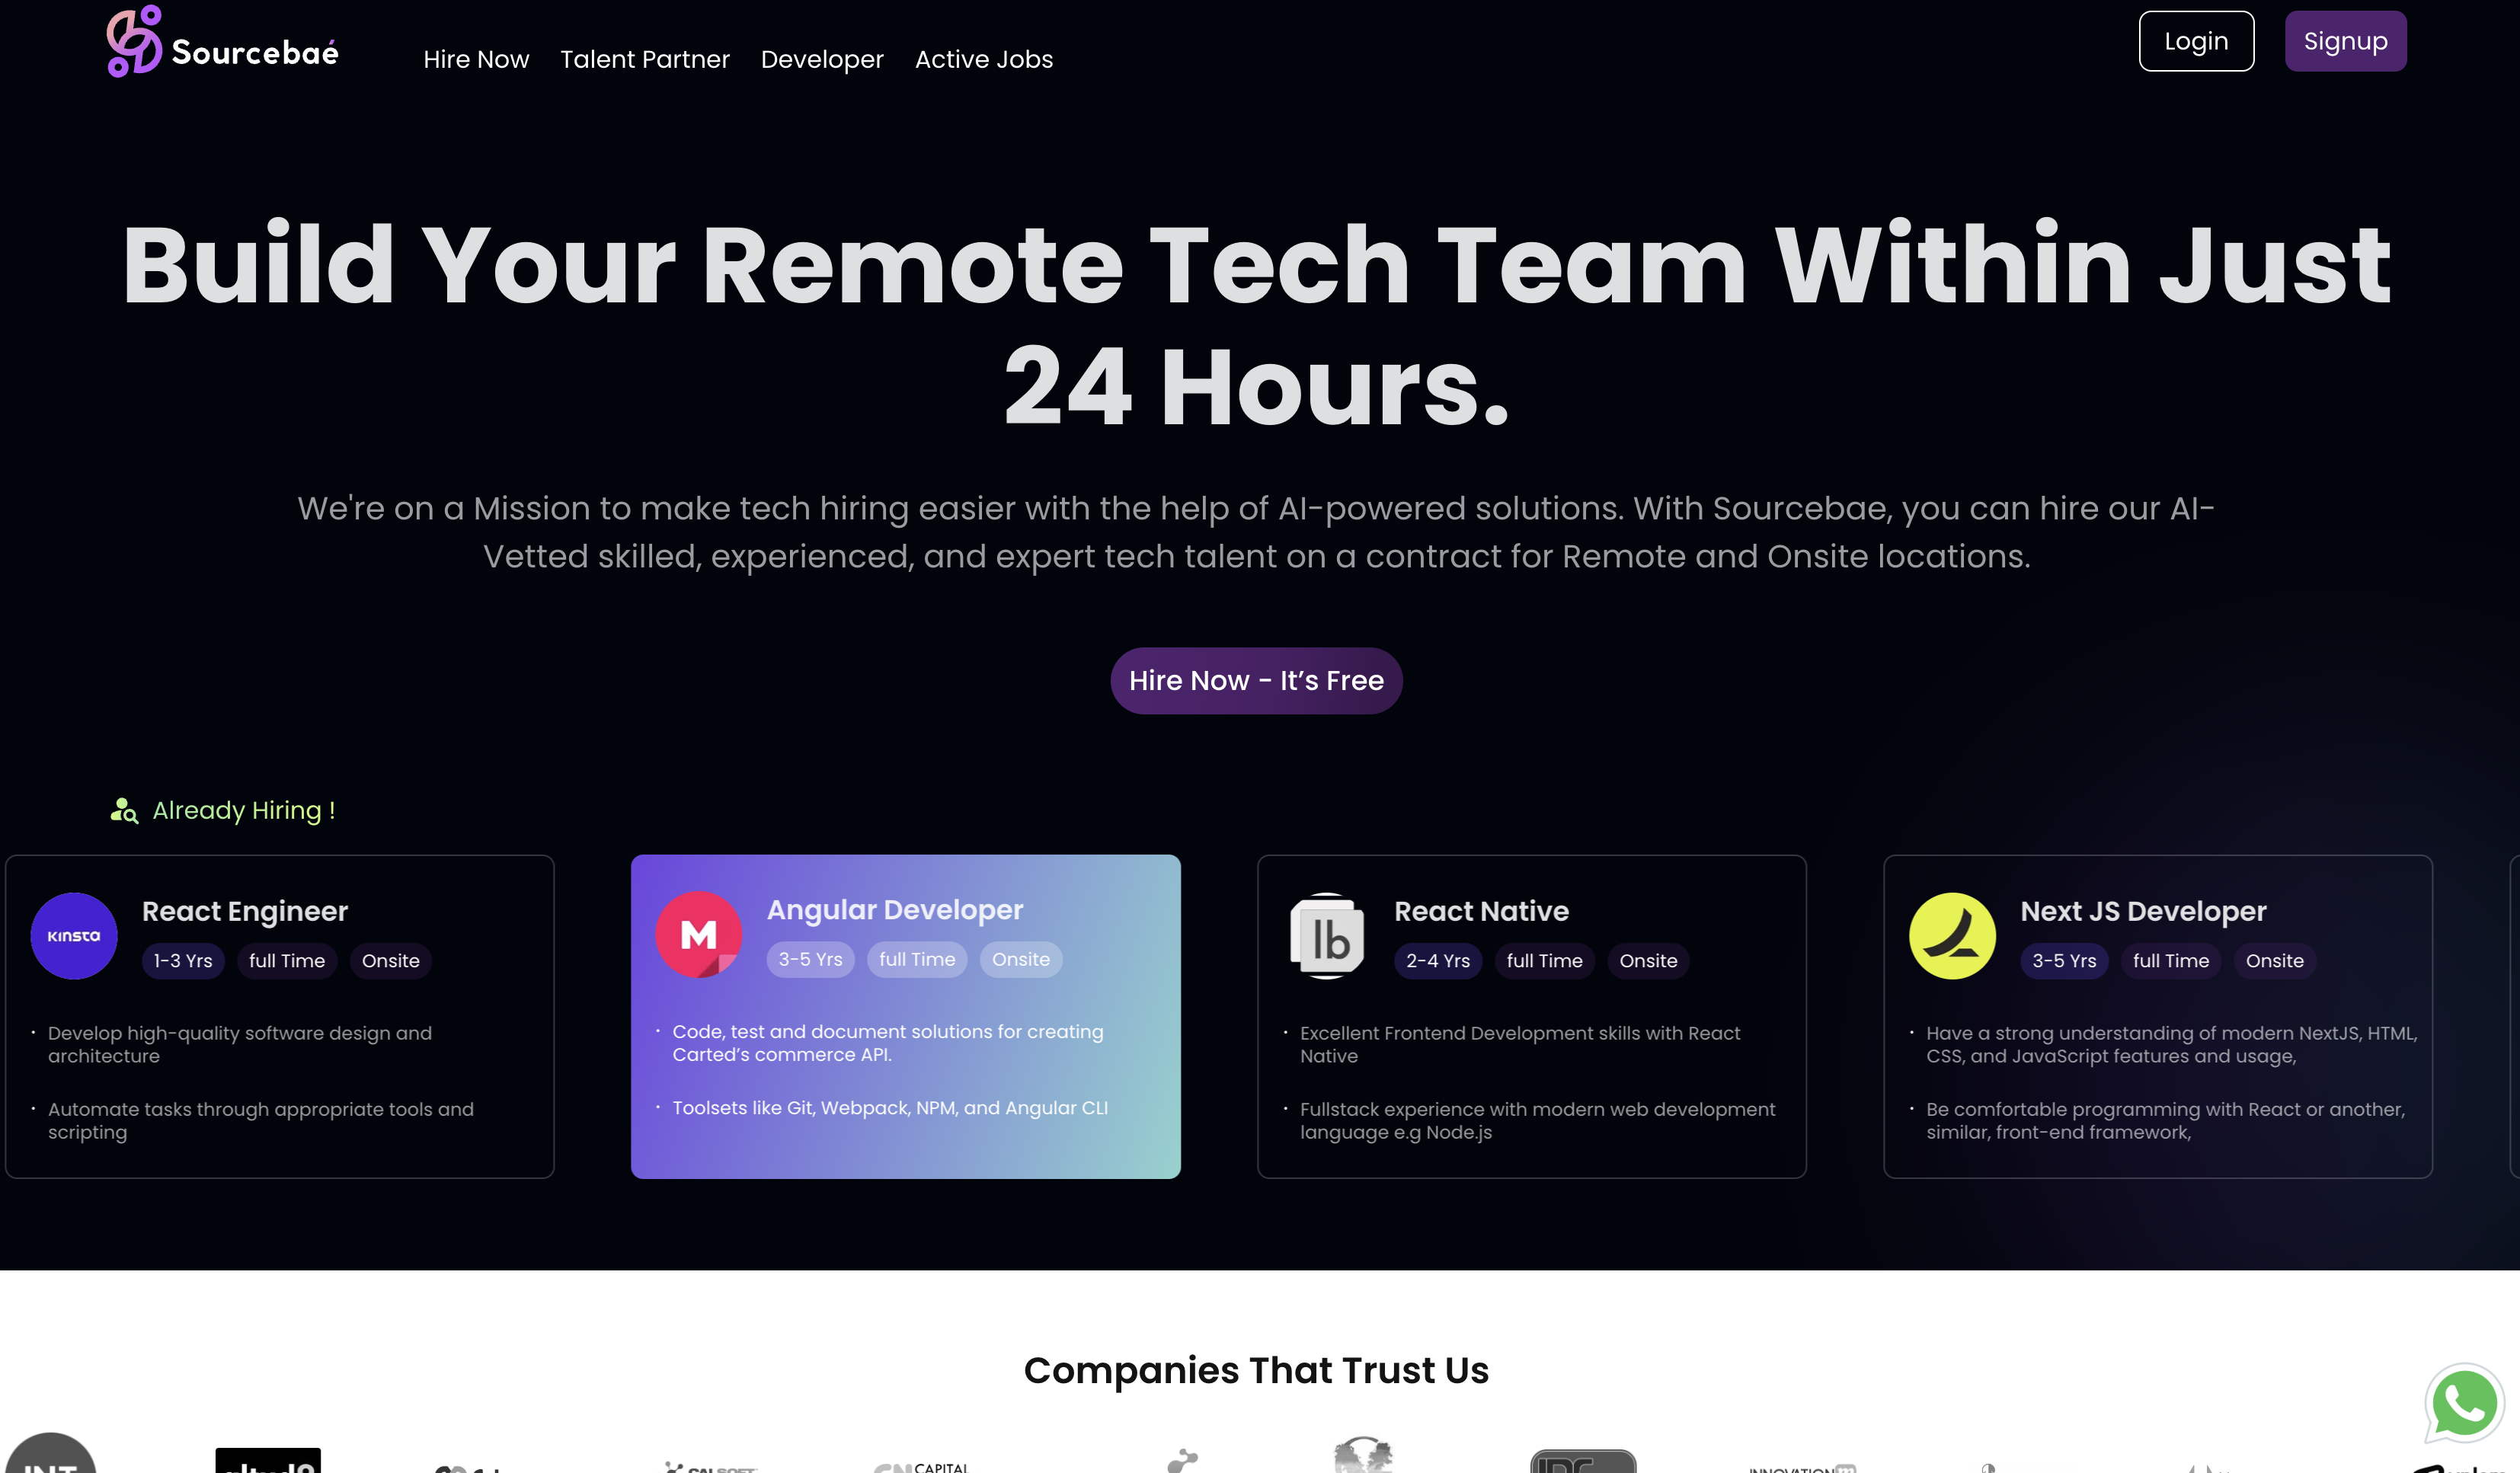 Sourcebaé
Hire Now
Talent Partner
Developer
Active Jobs
Login
Signup
Build Your Remote Tech Team Within Just
24 Hours.
We're on a Mission to make tech hiring easier with the help of AI-powered solutions. With Sourcebae, you can hire our AI-
Vetted skilled, experienced, and expert tech talent on a contract for Remote and Onsite locations.
Hire Now - It’s Free
Already Hiring !
KINSTA
React Engineer
1-3 Yrs
full Time
Onsite
· Develop high-quality software design and
architecture
· Automate tasks through appropriate tools and
scripting
M
Angular Developer
3-5 Yrs
full Time
Onsite
· Code, test and document solutions for creating
Carted’s commerce API.
· Toolsets like Git, Webpack, NPM, and Angular CLI
lb
React Native
2-4 Yrs
full Time
Onsite
· Excellent Frontend Development skills with React
Native
· Fullstack experience with modern web development
language e.g Node.js
Next JS Developer
3-5 Yrs
full Time
Onsite
· Have a strong understanding of modern NextJS, HTML,
CSS, and JavaScript features and usage,
· Be comfortable programming with React or another,
similar, front-end framework,
Companies That Trust Us
CAPITAL